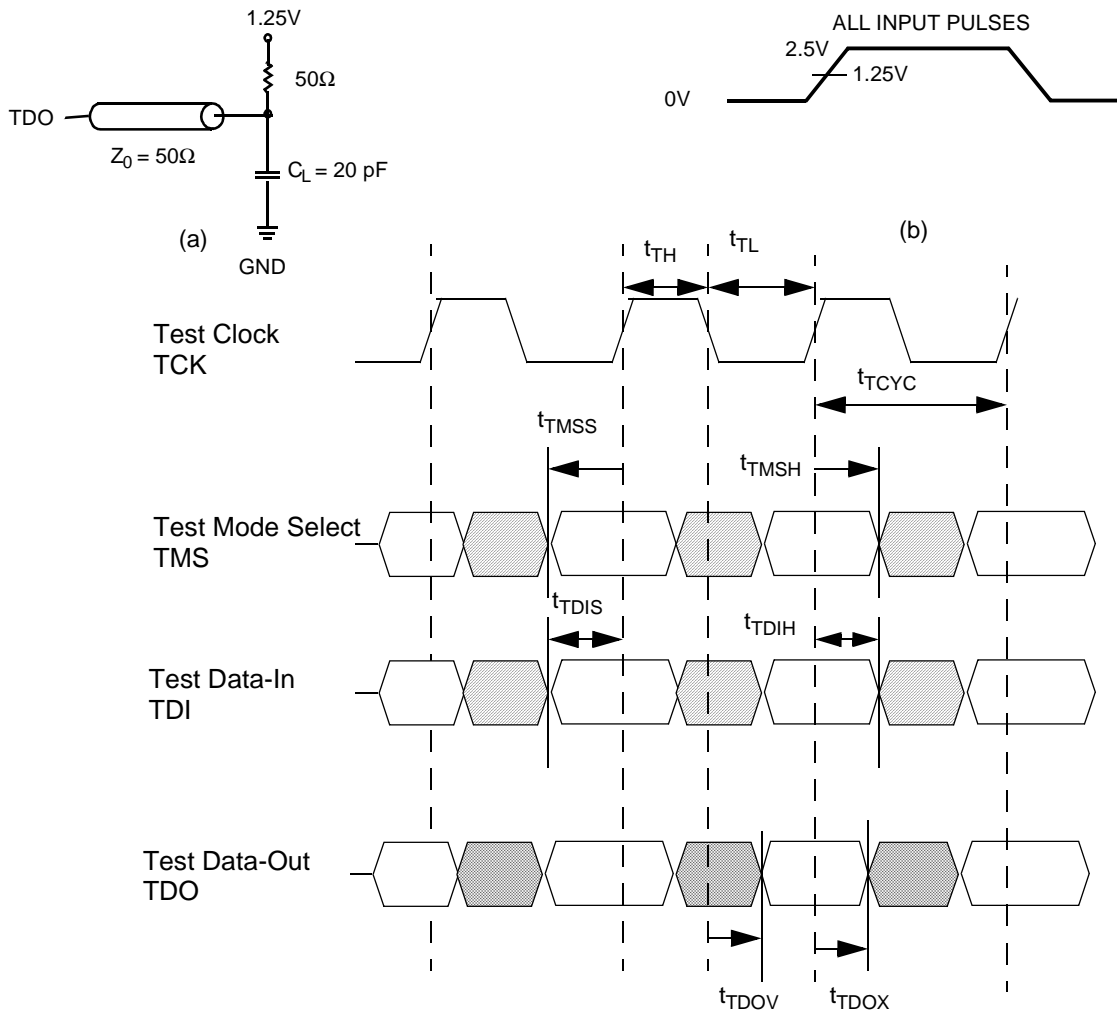 1.25V
50Ω
TDO
Z0 = 50Ω
CL = 20 pF
(a)
GND
ALL INPUT PULSES
2.5V
1.25V
0V
(b)
tTH
tTL
Test Clock
TCK
tTCYC
tTMSS
tTMSH
Test Mode Select
TMS
tTDIS
tTDIH
Test Data-In
TDI
Test Data-Out
TDO
tTDOV
tTDOX